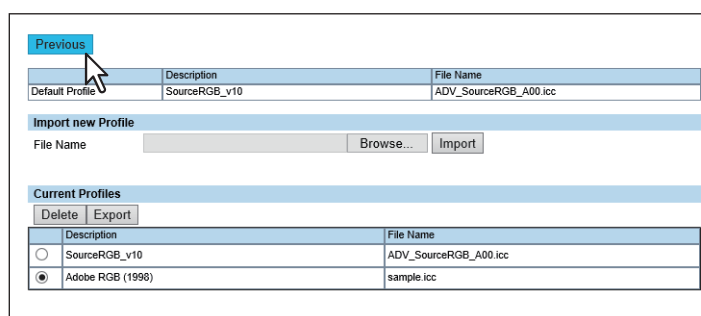 Previous
Description File Name
Default Profile SourceRGB_v10 ADV_SourceRGB_A00.icc
Import new Profile
File Name Browse... Import
Current Profiles
Delete Export
Description File Name
SourceRGB_v10 ADV_SourceRGB_A00.icc
Adobe RGB (1998) sample.icc